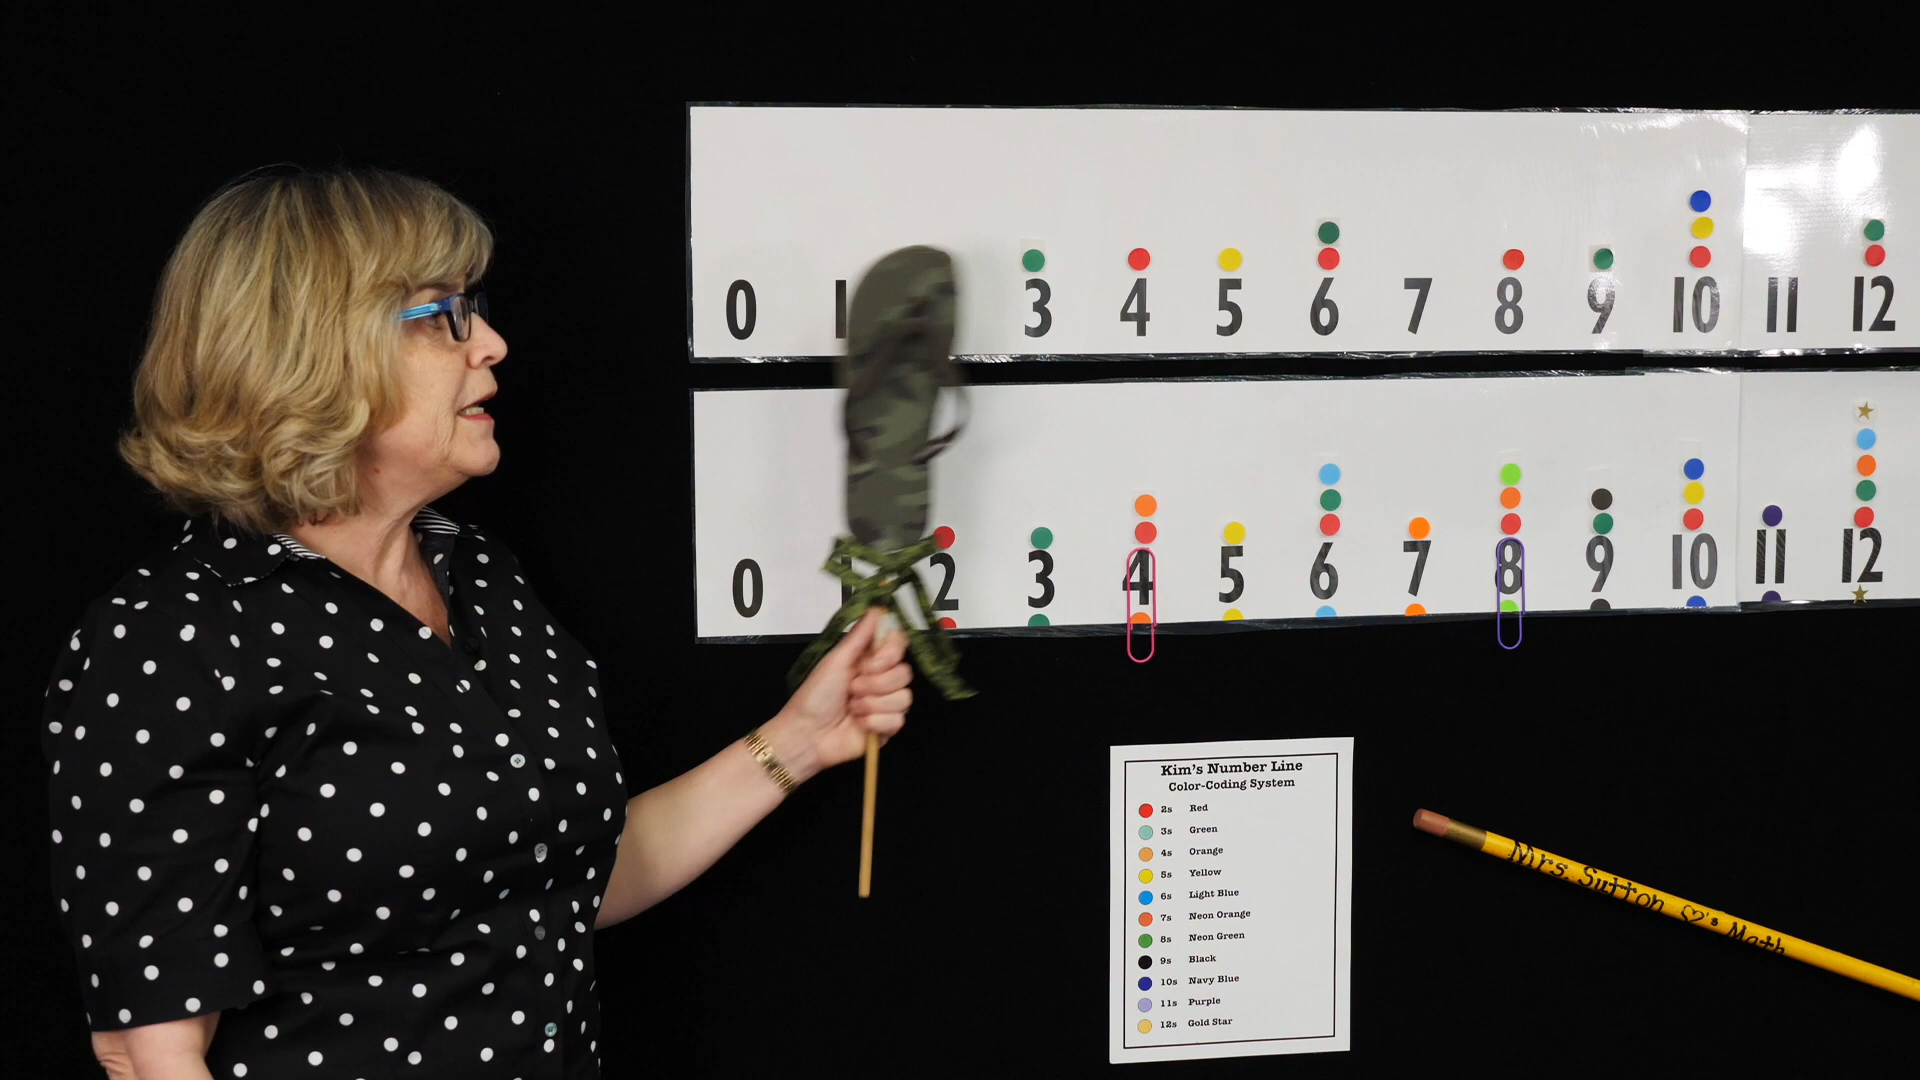 0 1 3 4 5 6 7 8 9 10 11 12
0 1 2 3 4 5 6 7 8 9 10 11 12
Kim's Number Line
Color-Coding System
2s Red
3s Green
4s Orange
5s Yellow
6s Light Blue
7s Neon Orange
8s Neon Green
9s Black
10s Navy Blue
11s Purple
12s Gold Star
Mrs. Sutton ♡'s Math